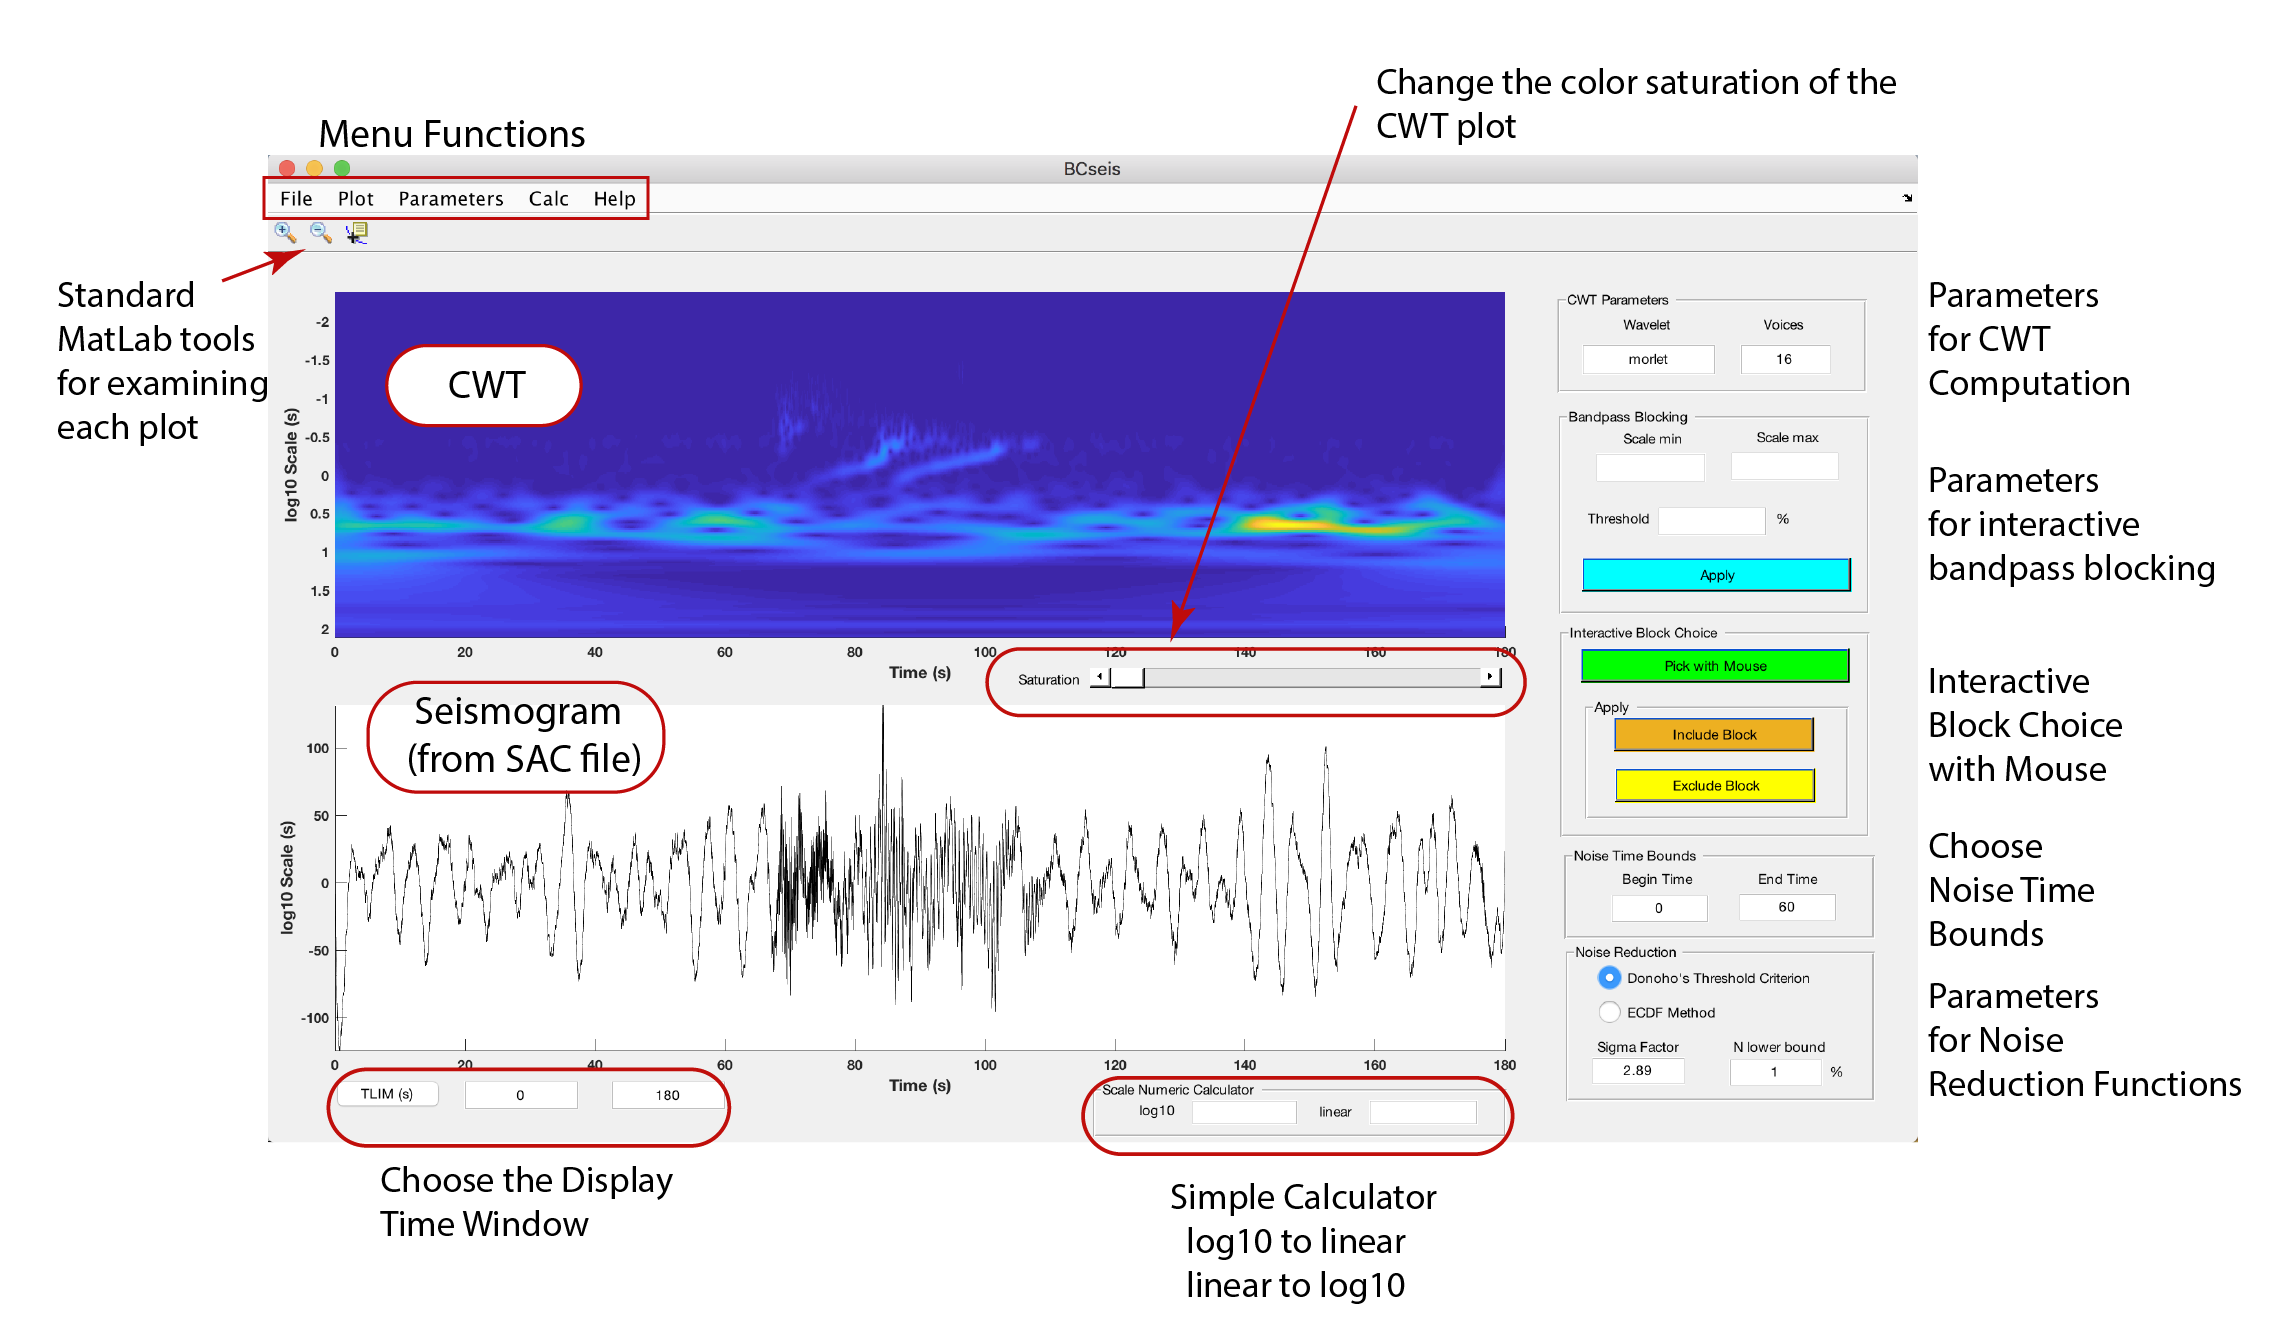 Change the color saturation of the
CWT plot
Menu Functions
BCseis
File Plot Parameters Calc Help
Standard
MatLab tools
for examining
each plot
CWT
log10 Scale (s)
-2
-1.5
-1
-0.5
0
0.5
1
1.5
2
0 20 40 60 80 100 120 140 160 180
Time (s)
Saturation
Seismogram
(from SAC file)
log10 Scale (s)
100
50
0
-50
-100
0 20 40 60 80 100 120 140 160 180
Time (s)
TLIM (s) 0 180
Scale Numeric Calculator
log10 linear
Choose the Display
Time Window
Simple Calculator
log10 to linear
linear to log10
CWT Parameters
Wavelet Voices
morlet 16
Bandpass Blocking
Scale min Scale max
Threshold %
Apply
Interactive Block Choice
Pick with Mouse
Apply
Include Block
Exclude Block
Noise Time Bounds
Begin Time End Time
0 60
Noise Reduction
Donoho's Threshold Criterion
ECDF Method
Sigma Factor N lower bound
2.89 1 %
Parameters
for CWT
Computation
Parameters
for interactive
bandpass blocking
Interactive
Block Choice
with Mouse
Choose
Noise Time
Bounds
Parameters
for Noise
Reduction Functions